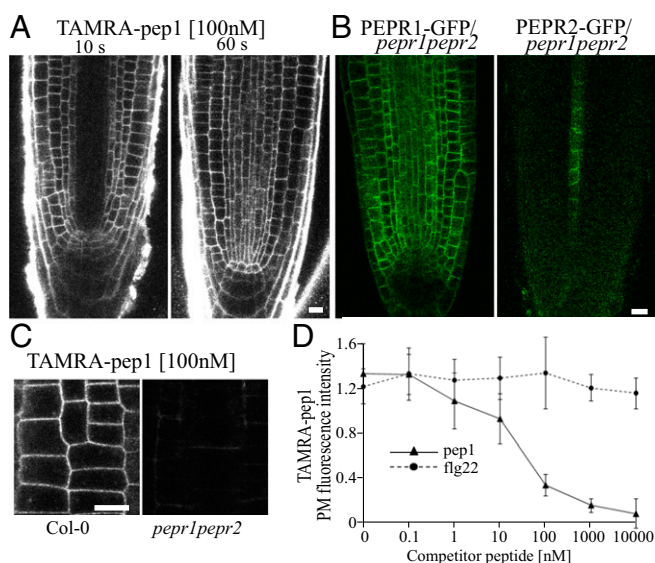 A
TAMRA-pep1 [100nM]
10 s
60 s
B
PEPR1-GFP/
pepr1pepr2
PEPR2-GFP/
pepr1pepr2
C
TAMRA-pep1 [100nM]
Col-0
pepr1pepr2
D
TAMRA-pep1
PM fluorescence intensity
1.6
1.2
0.8
0.4
0
pep1
flg22
0 0.1 1 10 100 1000 10000
Competitor peptide [nM]